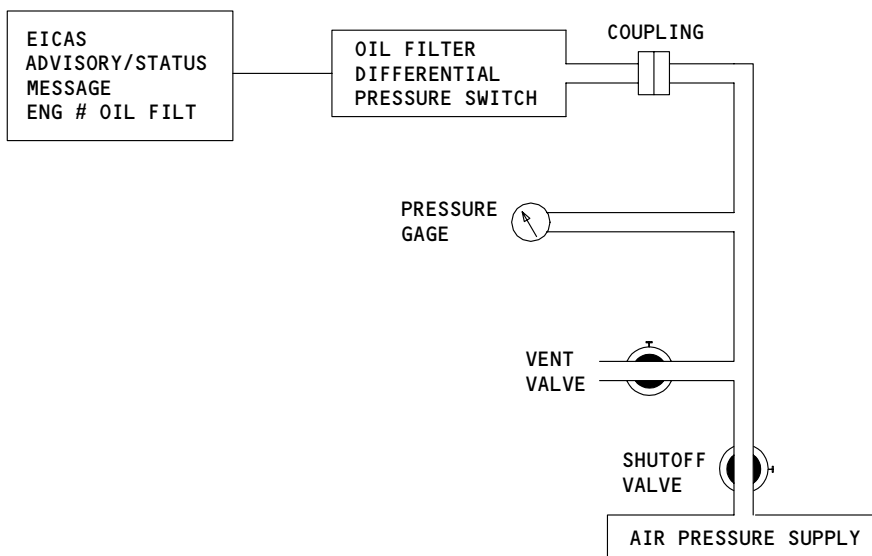 EICAS
ADVISORY/STATUS
MESSAGE
ENG # OIL FILT
OIL FILTER
DIFFERENTIAL
PRESSURE SWITCH
COUPLING
PRESSURE
GAGE
VENT
VALVE
SHUTOFF
VALVE
AIR PRESSURE SUPPLY